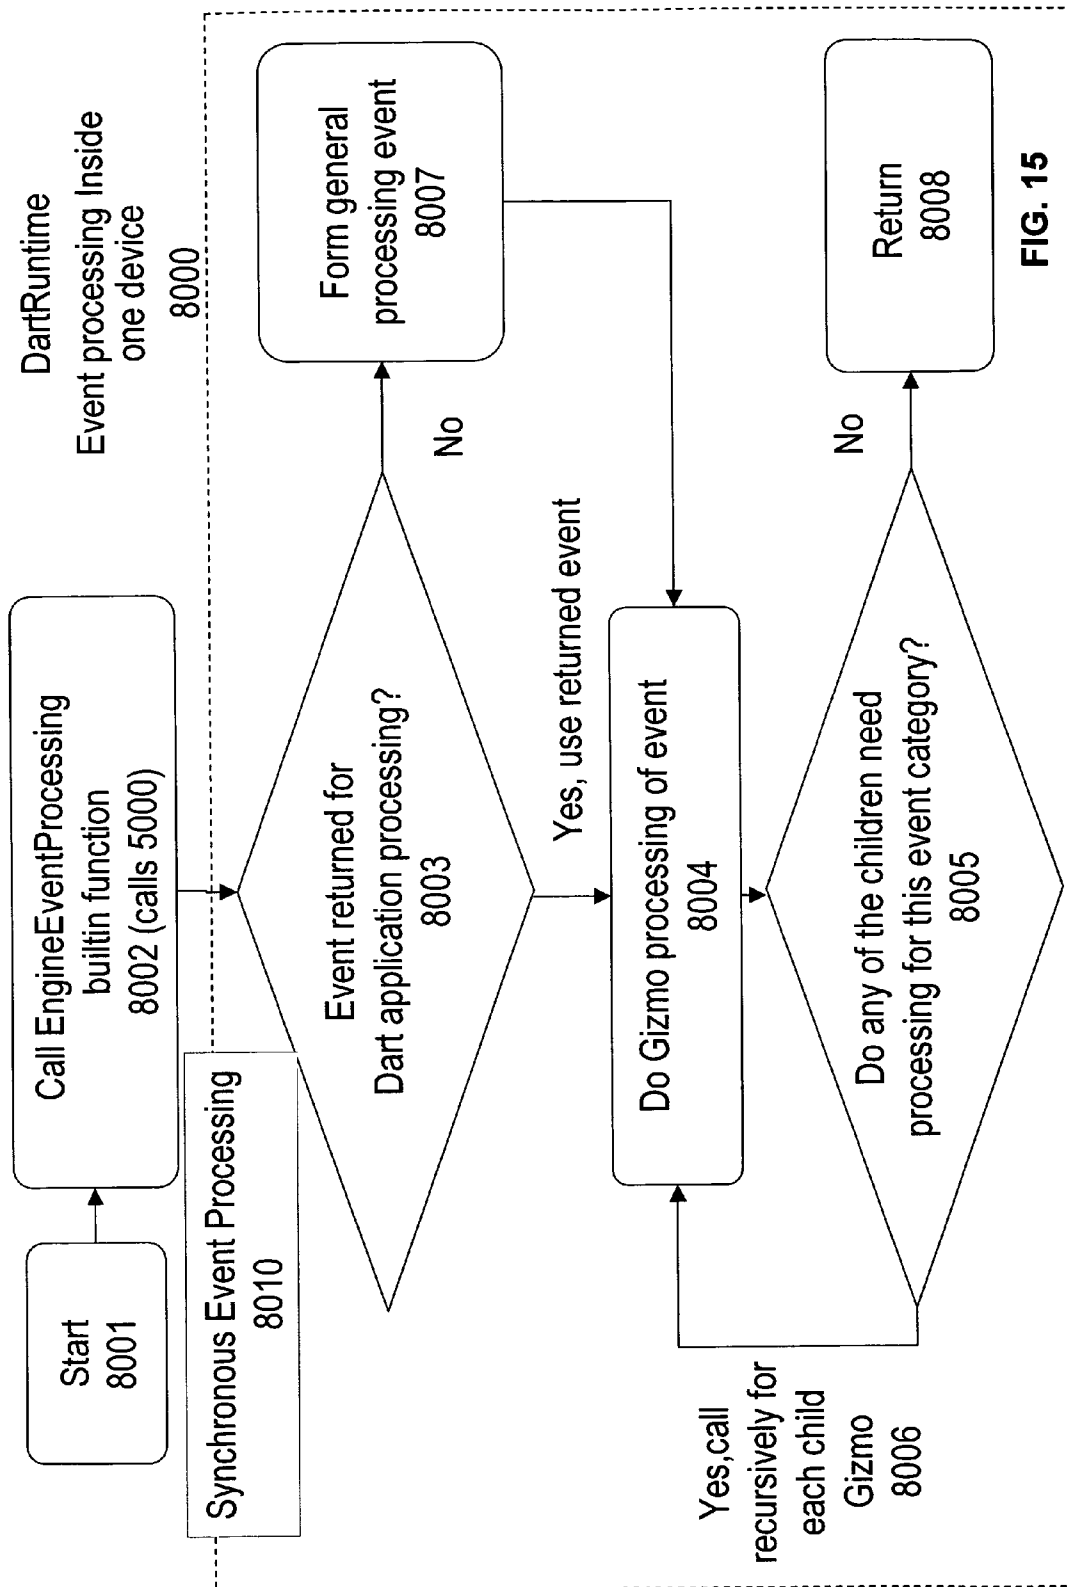 DartRuntime
Event processing Inside
one device
8000
Start
8001
Call EngineEventProcessing
builtin function
8002 (calls 5000)
Synchronous Event Processing
8010
Event returned for
Dart application processing?
8003
No
Form general
processing event
8007
Yes, use returned event
Do Gizmo processing of event
8004
Do any of the children need
processing for this event category?
8005
Yes,call
recursively for
each child
Gizmo
8006
No
Return
8008
FIG. 15